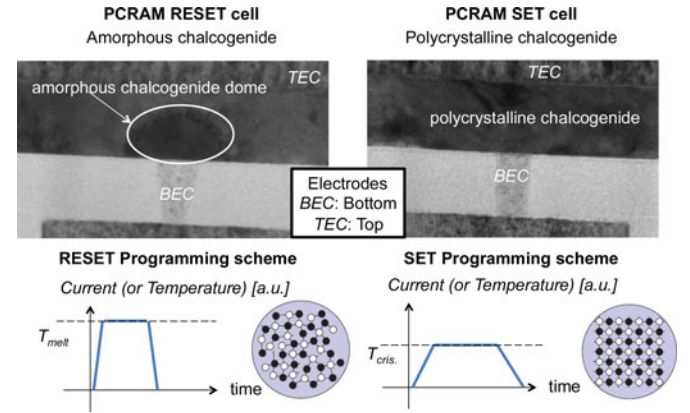 PCRAM RESET cell
Amorphous chalcogenide
TEC
amorphous chalcogenide dome
BEC
PCRAM SET cell
Polycrystalline chalcogenide
TEC
polycrystalline chalcogenide
BEC
Electrodes
BEC: Bottom
TEC: Top
RESET Programming scheme
Current (or Temperature) [a.u.]
Tmelt
time
SET Programming scheme
Current (or Temperature) [a.u.]
Tcris.
time